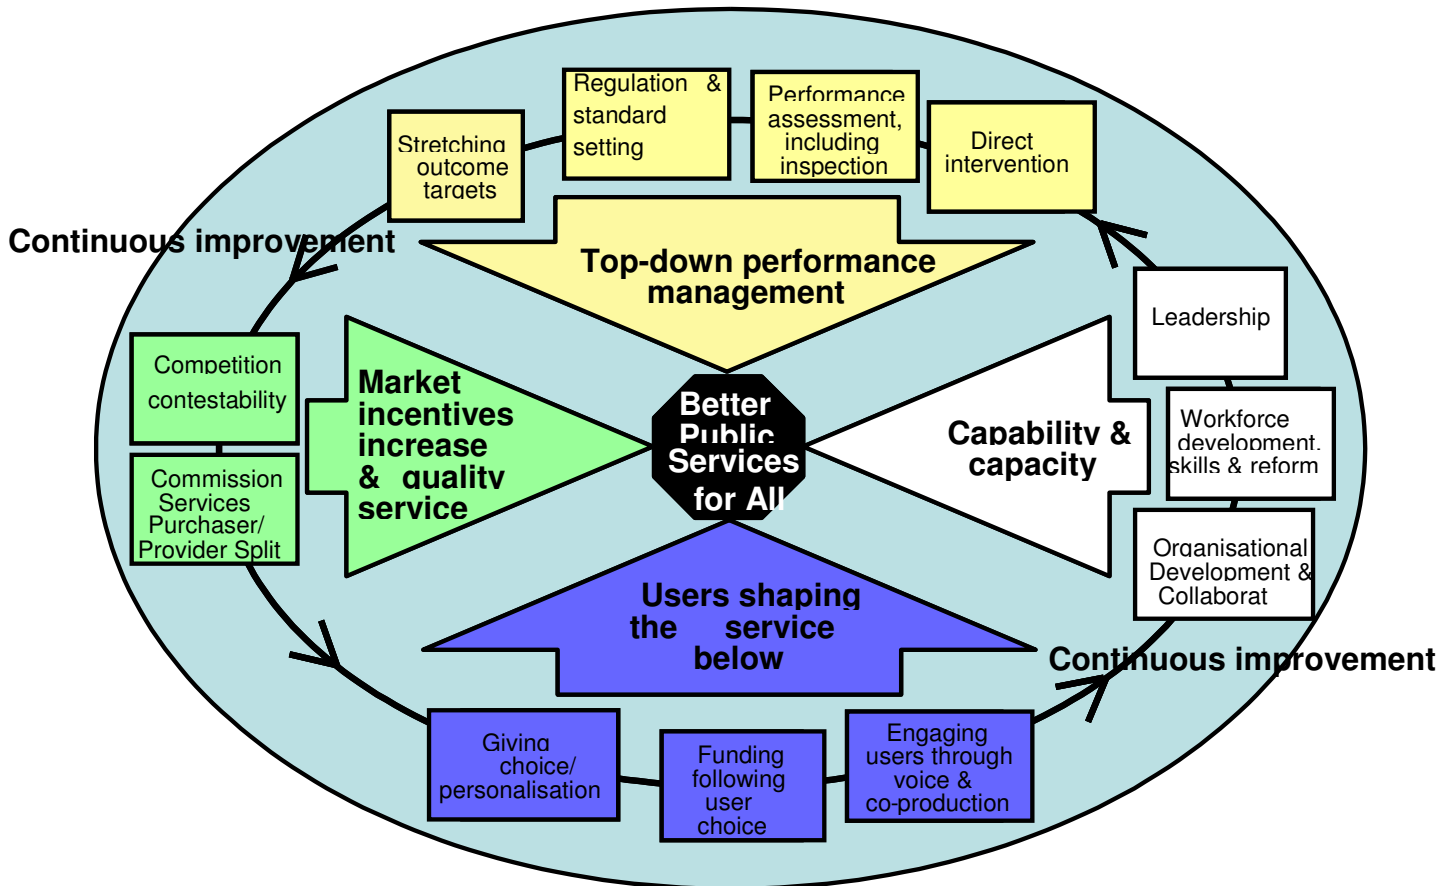 Regulation &
standard
setting
Performance
assessment,
including
inspection
Stretching
outcome
targets
Direct
intervention
Continuous improvement
Top-down performance
management
Leadership
Competition
contestability
Market
incentives
increase
& quality
service
Better
Public
Services
for All
Capability &
capacity
Workforce
development,
skills & reform
Commission
Services
Purchaser/
Provider Split
Organisational
Development &
Collaborat
Users shaping
the service
below
Continuous improvement
Giving
choice/
personalisation
Funding
following
user
choice
Engaging
users through
voice &
co-production